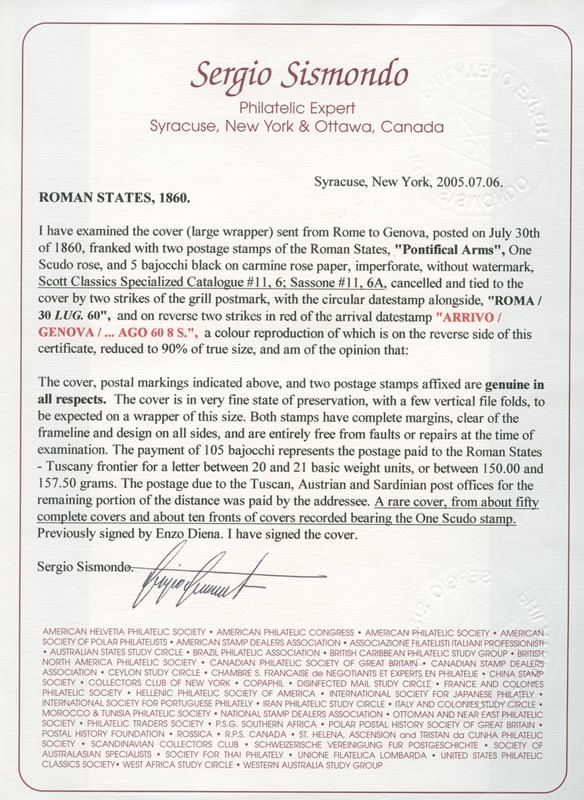 Sergio Sismondo
Philatelic Expert
Syracuse, New York & Ottawa, Canada
Syracuse, New York, 2005.07.06.
ROMAN STATES, 1860.
I have examined the cover (large wrapper) sent from Rome to Genova, posted on July 30th
of 1860, franked with two postage stamps of the Roman States, "Pontifical Arms", One
Scudo rose, and 5 bajocchi black on carmine rose paper, imperforate, without watermark,
Scott Classics Specialized Catalogue #11, 6; Sassone #11, 6A, cancelled and tied to the
cover by two strikes of the grill postmark, with the circular datestamp alongside, "ROMA /
30 LUG. 60", and on reverse two strikes in red of the arrival datestamp "ARRIVO /
GENOVA / ... AGO 60 8 S.", a colour reproduction of which is on the reverse side of this
certificate, reduced to 90% of true size, and am of the opinion that:
The cover, postal markings indicated above, and two postage stamps affixed are genuine in
all respects. The cover is in very fine state of preservation, with a few vertical file folds, to
be expected on a wrapper of this size. Both stamps have complete margins, clear of the
frameline and design on all sides, and are entirely free from faults or repairs at the time of
examination. The payment of 105 bajocchi represents the postage paid to the Roman States
- Tuscany frontier for a letter between 20 and 21 basic weight units, or between 150.00 and
157.50 grams. The postage due to the Tuscan, Austrian and Sardinian post offices for the
remaining portion of the distance was paid by the addressee. A rare cover, from about fifty
complete covers and about ten fronts of covers recorded bearing the One Scudo stamp.
Previously signed by Enzo Diena. I have signed the cover.
Sergio Sismondo.
AMERICAN HELVETIA PHILATELIC SOCIETY • AMERICAN PHILATELIC CONGRESS • AMERICAN PHILATELIC SOCIETY • AMERICAN
SOCIETY OF POLAR PHILATELISTS • AMERICAN STAMP DEALERS ASSOCIATION • ASSOCIAZIONE FILATELISTI ITALIANI PROFESSIONISTI
• AUSTRALIAN STATES STUDY CIRCLE • BRAZIL PHILATELIC ASSOCIATION • BRITISH CARIBBEAN PHILATELIC STUDY GROUP • BRITISH
NORTH AMERICA PHILATELIC SOCIETY • CANADIAN PHILATELIC SOCIETY OF GREAT BRITAIN • CANADIAN STAMP DEALERS
ASSOCIATION • CEYLON STUDY CIRCLE • CHAMBRE S. FRANCAISE de NEGOTIANTS ET EXPERTS EN PHILATELIE • CHINA STAMP
SOCIETY • COLLECTORS CLUB OF NEW YORK • COPAPHIL • DISINFECTED MAIL STUDY CIRCLE • FRANCE AND COLONIES
PHILATELIC SOCIETY • HELLENIC PHILATELIC SOCIETY OF AMERICA • INTERNATIONAL SOCIETY FOR JAPANESE PHILATELY •
INTERNATIONAL SOCIETY FOR PORTUGUESE PHILATELY • IRAN PHILATELIC STUDY CIRCLE • ITALY AND COLONIES STUDY CIRCLE •
MOROCCO & TUNISIA PHILATELIC SOCIETY • NATIONAL STAMP DEALERS ASSOCIATION • OTTOMAN AND NEAR EAST PHILATELIC
SOCIETY • PHILATELIC TRADERS SOCIETY • P.S.G. SOUTHERN AFRICA • POLAR POSTAL HISTORY SOCIETY OF GREAT BRITAIN •
POSTAL HISTORY FOUNDATION • ROSSICA • R.P.S. CANADA • ST. HELENA, ASCENSION and TRISTAN da CUNHA PHILATELIC
SOCIETY • SCANDINAVIAN COLLECTORS CLUB • SCHWEIZERISCHE VEREINIGUNG FUR POSTGESCHICHTE • SOCIETY OF
AUSTRALASIAN SPECIALISTS • SOCIETY FOR THAI PHILATELY • UNIONE FILATELICA LOMBARDA • UNITED STATES PHILATELIC
CLASSICS SOCIETY • WEST AFRICA STUDY CIRCLE • WESTERN AUSTRALIA STUDY GROUP